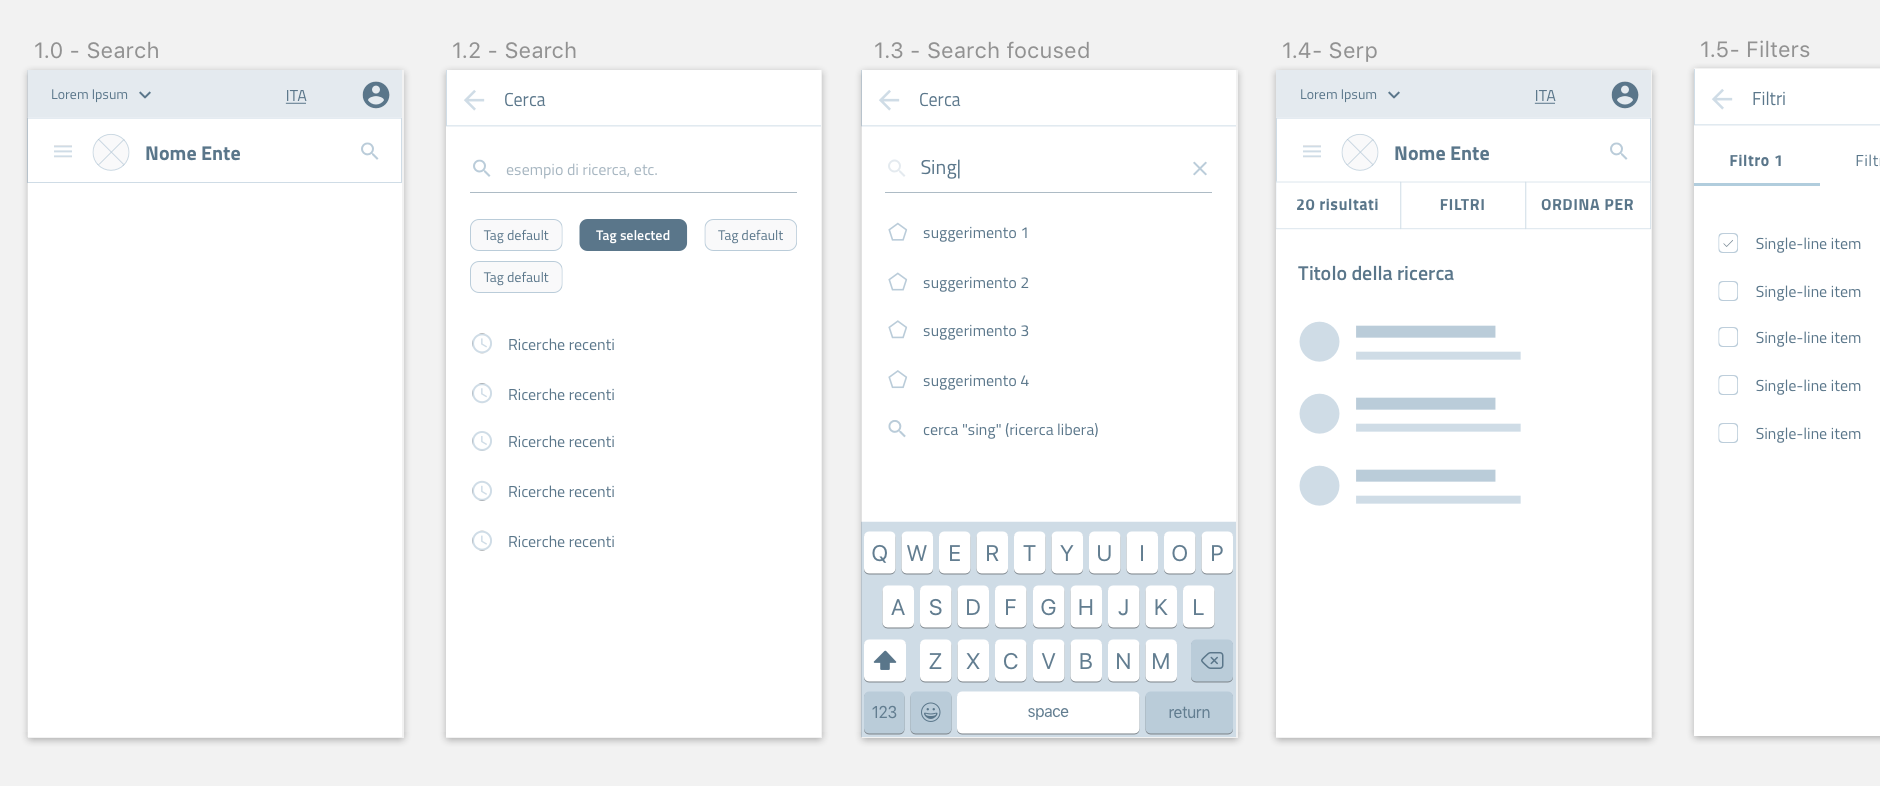 1.0 - Search
Lorem Ipsum
ITA
Nome Ente
1.2 - Search
Cerca
esempio di ricerca, etc.
Tag default
Tag selected
Tag default
Tag default
Ricerche recenti
Ricerche recenti
Ricerche recenti
Ricerche recenti
Ricerche recenti
1.3 - Search focused
Cerca
Sing
suggerimento 1
suggerimento 2
suggerimento 3
suggerimento 4
cerca "sing" (ricerca libera)
Q W E R T Y U I O P
A S D F G H J K L
Z X C V B N M
123 space return
1.4- Serp
Lorem Ipsum
ITA
Nome Ente
20 risultati
FILTRI
ORDINA PER
Titolo della ricerca
1.5- Filters
Filtri
Filtro 1
Single-line item
Single-line item
Single-line item
Single-line item
Single-line item